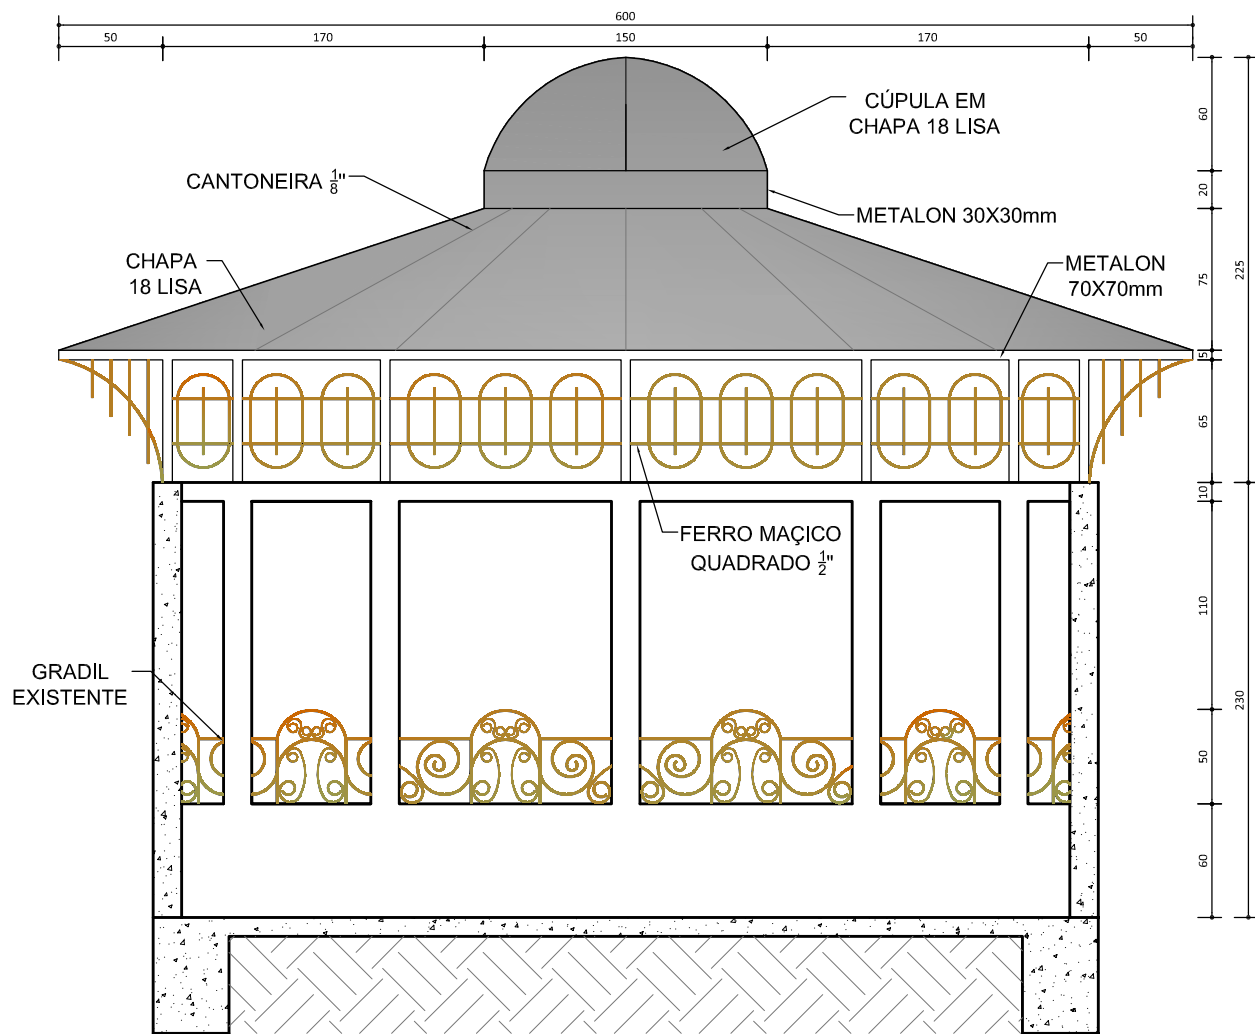 600
50 170 150 170 50
CÚPULA EM
CHAPA 18 LISA
60
CANTONEIRA 1/8"
20
METALON 30X30mm
CHAPA
18 LISA
METALON
70X70mm
75
225
5
65
10
FERRO MAÇICO
QUADRADO 1/2"
110
GRADIL
EXISTENTE
230
50
60